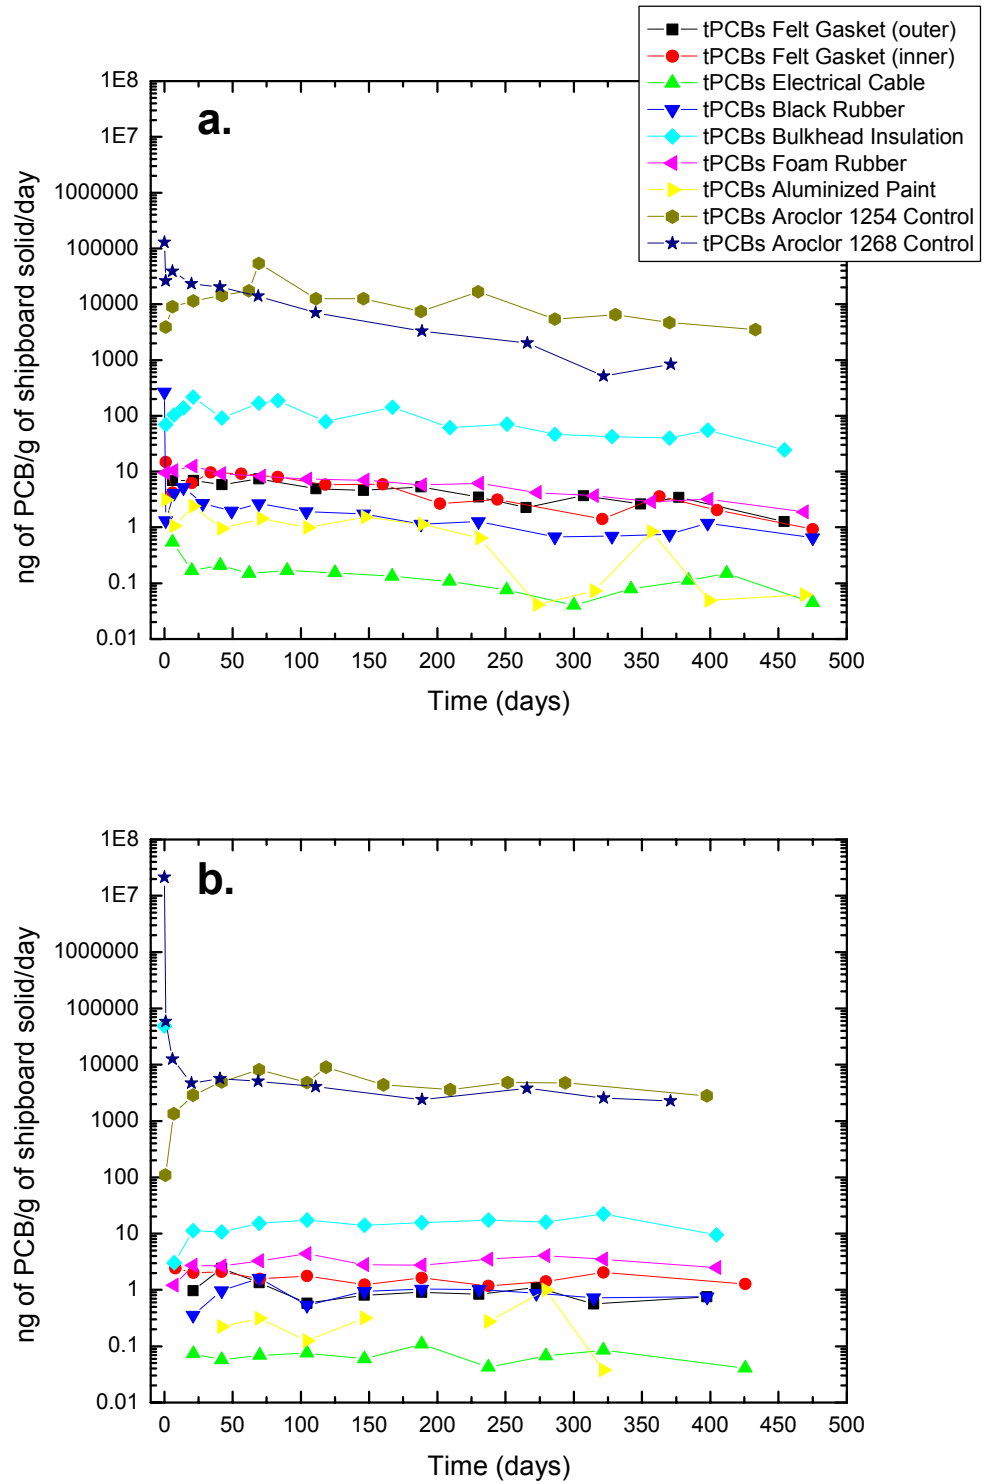 tPCBs Felt Gasket (outer)
tPCBs Felt Gasket (inner)
tPCBs Electrical Cable
tPCBs Black Rubber
tPCBs Bulkhead Insulation
tPCBs Foam Rubber
tPCBs Aluminized Paint
tPCBs Aroclor 1254 Control
tPCBs Aroclor 1268 Control
a.
ng of PCB/g of shipboard solid/day
1E8
1E7
1000000
100000
10000
1000
100
10
1
0.1
0.01
0 50 100 150 200 250 300 350 400 450 500
Time (days)
b.
ng of PCB/g of shipboard solid/day
1E8
1E7
1000000
100000
10000
1000
100
10
1
0.1
0.01
0 50 100 150 200 250 300 350 400 450 500
Time (days)